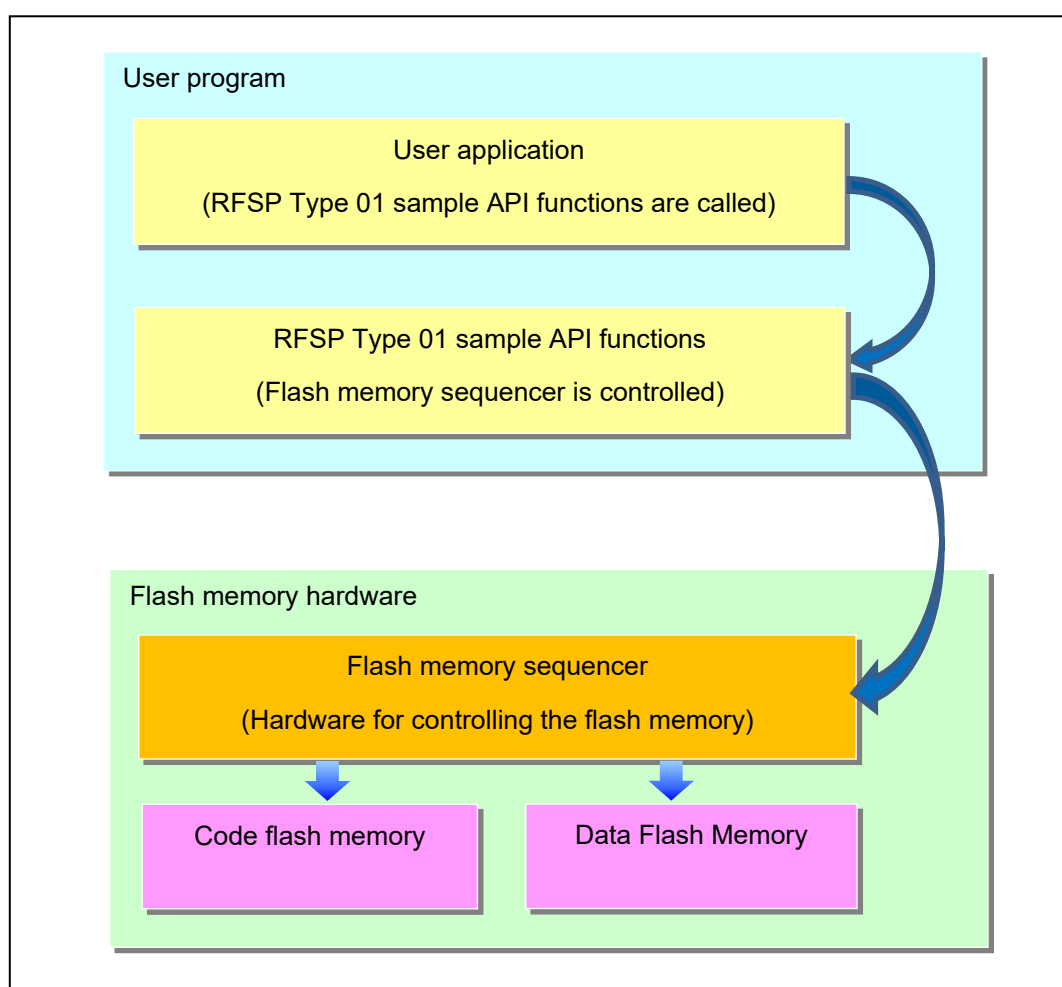 User program
User application
(RFSP Type 01 sample API functions are called)
RFSP Type 01 sample API functions
(Flash memory sequencer is controlled)
Flash memory hardware
Flash memory sequencer
(Hardware for controlling the flash memory)
Code flash memory
Data Flash Memory